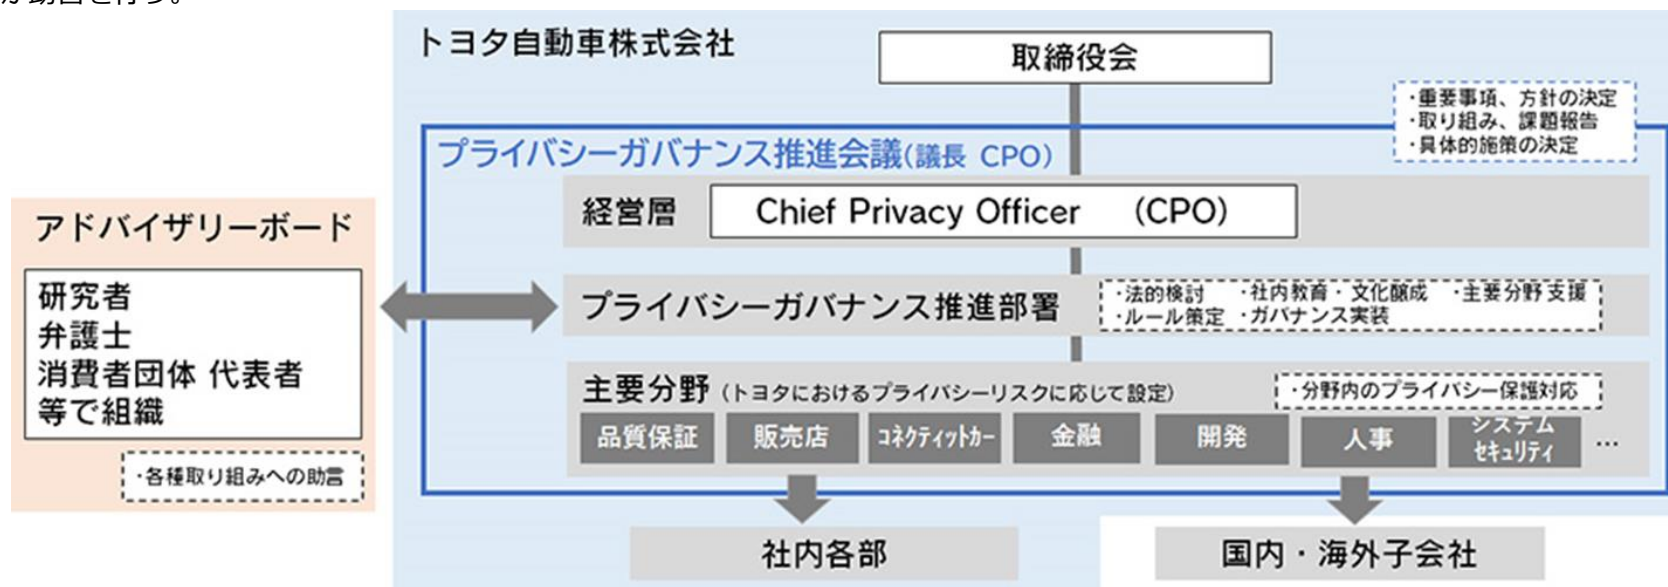 を行う。
トヨタ自動車株式会社
取締役会
・重要事項、方針の決定
・取り組み、課題報告
・具体的施策の決定
プライバシーガバナンス推進会議(議長 CPO)
経営層
Chief Privacy Officer (CPO)
アドバイザリーボード
研究者
弁護士
消費者団体 代表者
等で組織
・各種取り組みへの助言
プライバシーガバナンス推進部署
・法的検討 ・社内教育・文化醸成 ・主要分野支援
・ルール策定 ・ガバナンス実装
主要分野(トヨタにおけるプライバシーリスクに応じて設定)
・分野内のプライバシー保護対応
品質保証
販売店
コネクティットカー
金融
開発
人事
システム
セキュリティ
…
社内各部
国内・海外子会社